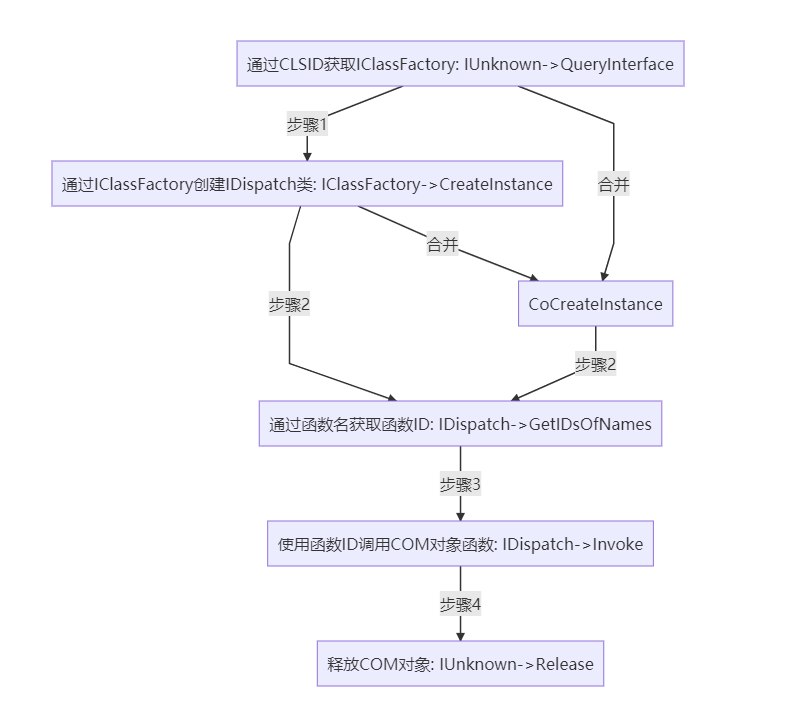 通过CLSID获取IClassFactory: IUnknown->QueryInterface
步骤1
合并
通过IClassFactory创建IDispatch类: IClassFactory->CreateInstance
合并
步骤2
CoCreateInstance
步骤2
通过函数名获取函数ID: IDispatch->GetIDsOfNames
步骤3
使用函数ID调用COM对象函数: IDispatch->Invoke
步骤4
释放COM对象: IUnknown->Release